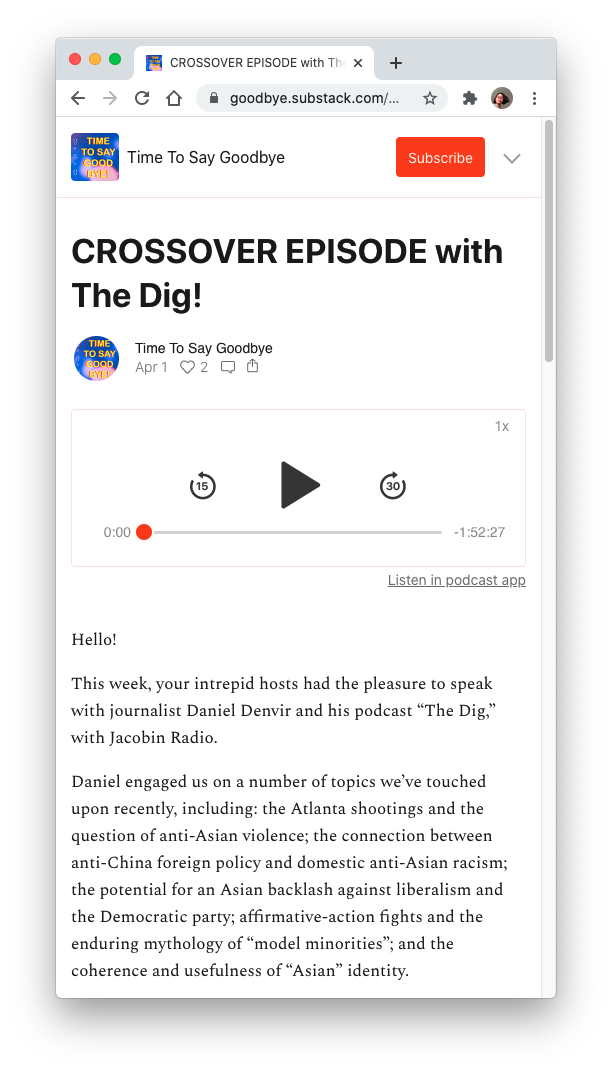 CROSSOVER EPISODE with The
goodbye.substack.com/...
TIME
TO SAY
GOOD
BYE!
Time To Say Goodbye
Subscribe
CROSSOVER EPISODE with
The Dig!
TIME
TO SAY
GOOD
BYE!
Time To Say Goodbye
Apr 1 2
1x
15
30
0:00
-1:52:27
Listen in podcast app
Hello!
This week, your intrepid hosts had the pleasure to speak
with journalist Daniel Denvir and his podcast “The Dig,”
with Jacobin Radio.
Daniel engaged us on a number of topics we’ve touched
upon recently, including: the Atlanta shootings and the
question of anti-Asian violence; the connection between
anti-China foreign policy and domestic anti-Asian racism;
the potential for an Asian backlash against liberalism and
the Democratic party; affirmative-action fights and the
enduring mythology of “model minorities”; and the
coherence and usefulness of “Asian” identity.